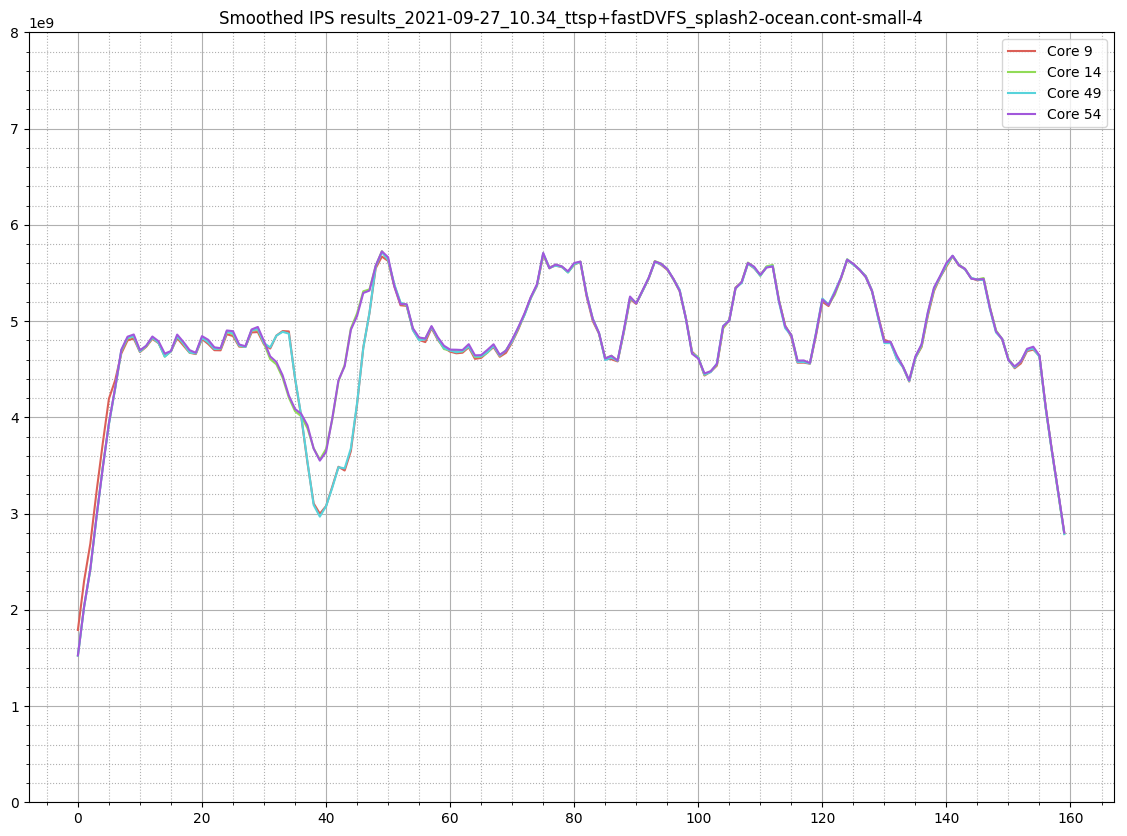 Smoothed IPS results_2021-09-27_10.34_ttsp+fastDVFS_splash2-ocean.cont-small-4
1e9
8
7
6
5
4
3
2
1
0
Core 9
Core 14
Core 49
Core 54
0 20 40 60 80 100 120 140 160